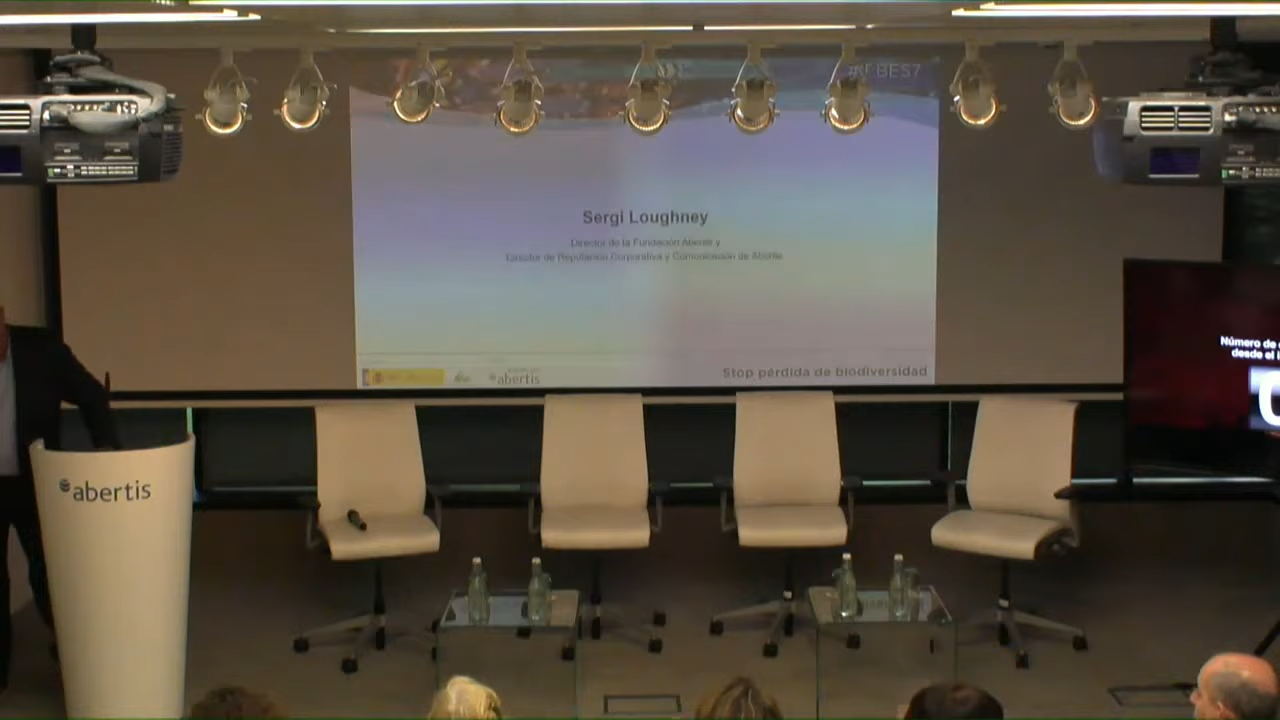 #IEBES7
Sergi Loughney
Director de la Fundación Abertis y
Director de Reputación Corporativa y Comunicación de Abertis
abertis
Stop pérdida de biodiversidad
Número de
desde el
abertis